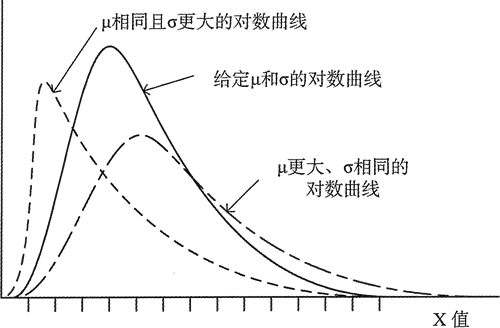 μ相同且σ更大的对数曲线
给定μ和σ的对数曲线
μ更大、σ相同的
对数曲线
X 值